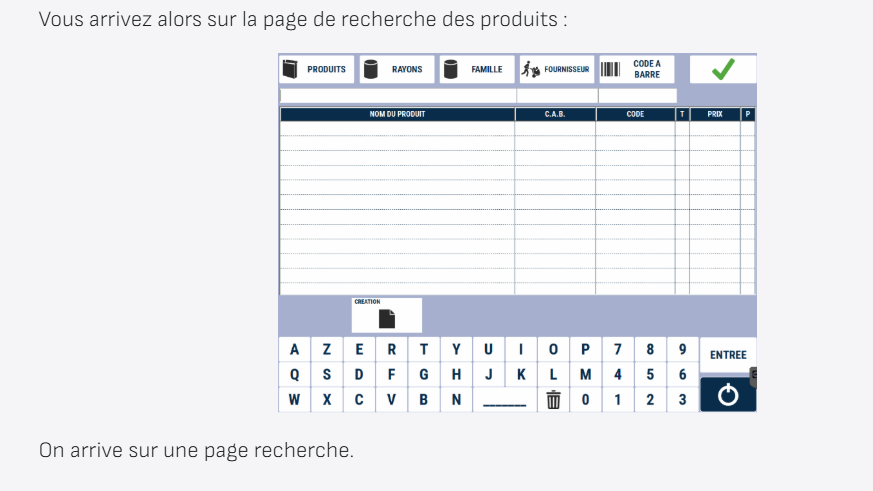 Vous arrivez alors sur la page de recherche des produits :
PRODUITS RAYONS FAMILLE FOURNISSEUR CODE A BARRE
NOM DU PRODUIT C.A.B. CODE T PRIX P
CREATION
A Z E R T Y U I O P 7 8 9 ENTREE
Q S D F G H J K L M 4 5 6
W X C V B N _______ 0 1 2 3
On arrive sur une page recherche.